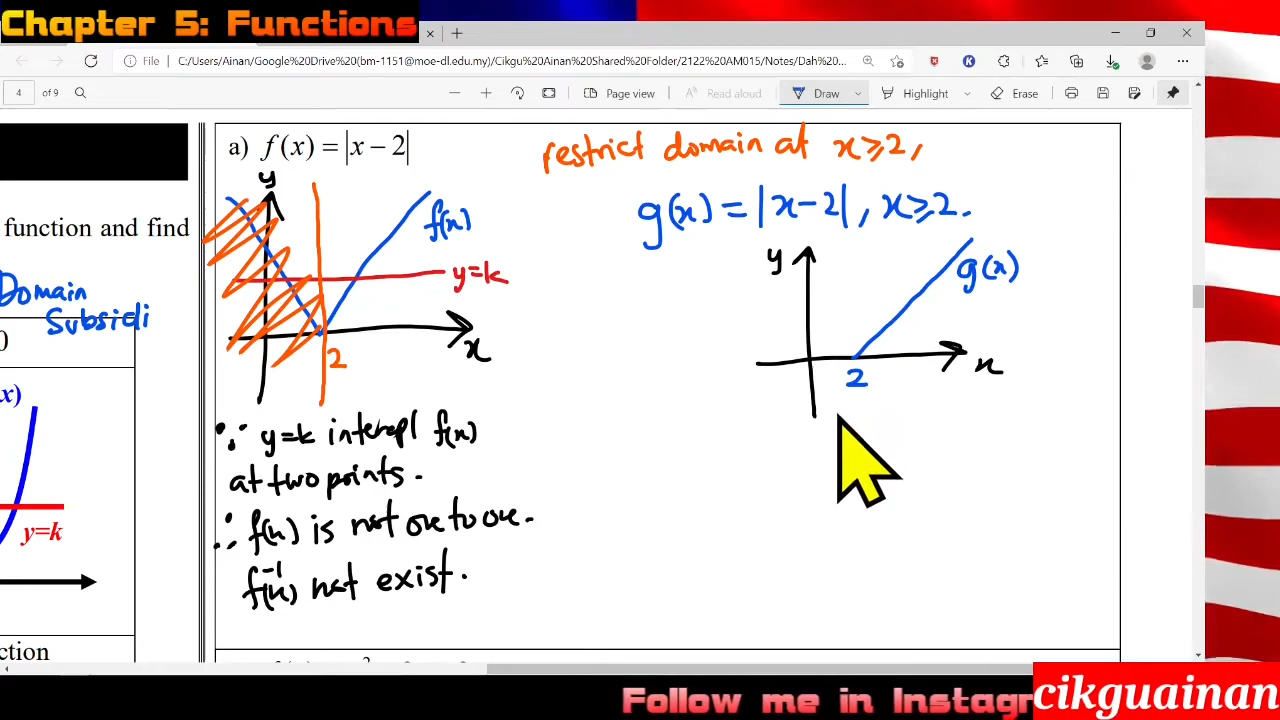 Chapter 5: Functions
File
C:/Users/Ainan/Google%20Drive%20(bm-1151@moe-dl.edu.my)/Cikgu%20Ainan%20Shared%20Folder/2122%20AM015/Notes/Dah%20...
4 of 9
Page view
Read aloud
Draw
Highlight
Erase
a) f(x) = |x − 2|
restrict domain at x ≥ 2,
g(x) = |x−2|, x ≥ 2.
function and find
Domain
Subsidi
0
x)
y=k
ction
y
f(x)
y=k
x
2
y
g(x)
x
2
∵ y=k intercept f(x)
at two points.
∴ f(x) is not one to one.
f⁻¹(x) not exist.
Follow me in Instagr
cikguainan